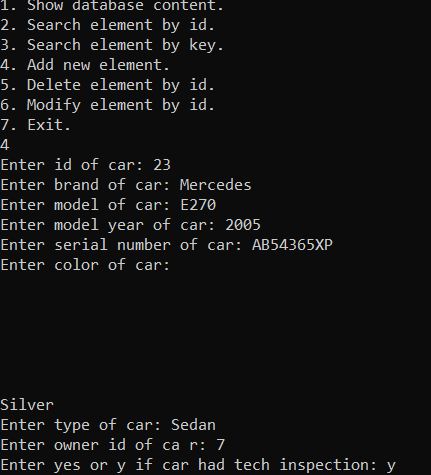 1. Show database content.
2. Search element by id.
3. Search element by key.
4. Add new element.
5. Delete element by id.
6. Modify element by id.
7. Exit.
4
Enter id of car: 23
Enter brand of car: Mercedes
Enter model of car: E270
Enter model year of car: 2005
Enter serial number of car: AB54365XP
Enter color of car:
Silver
Enter type of car: Sedan
Enter owner id of ca r: 7
Enter yes or y if car had tech inspection: y